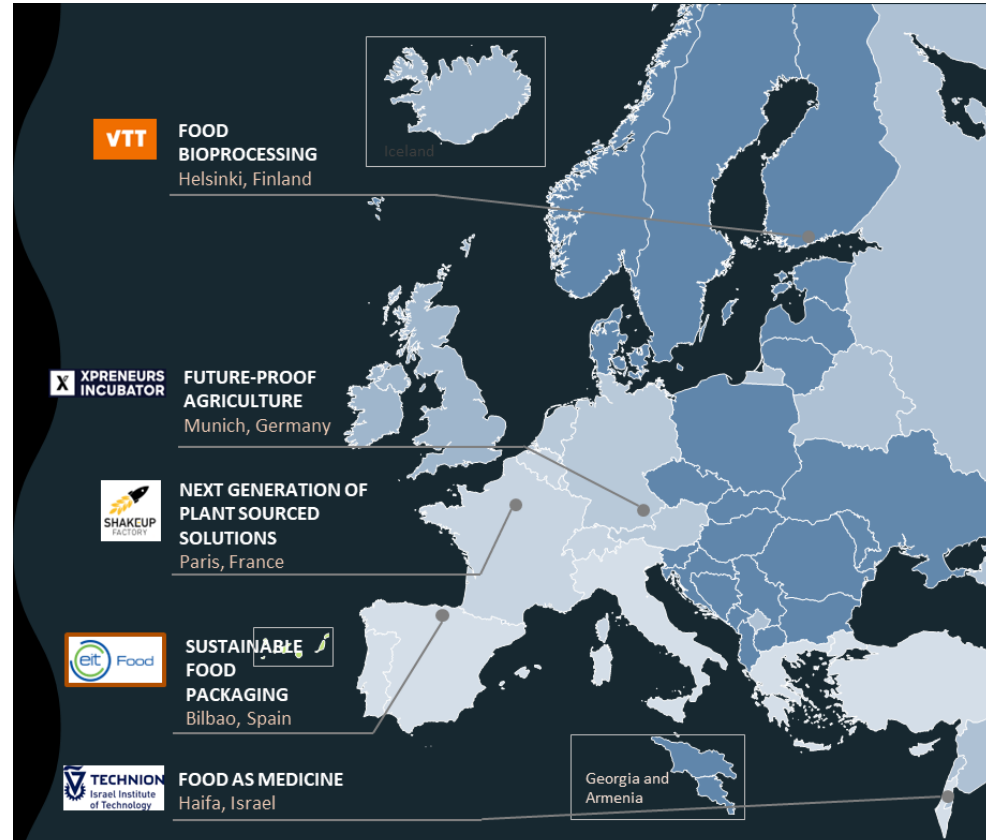 VTT
FOOD
BIOPROCESSING
Helsinki, Finland
Iceland
XPRENEURS
INCUBATOR
FUTURE-PROOF
AGRICULTURE
Munich, Germany
SHAKEUP
FACTORY
NEXT GENERATION OF
PLANT SOURCED
SOLUTIONS
Paris, France
eit Food
SUSTAINABLE
FOOD
PACKAGING
Bilbao, Spain
TECHNION
Israel Institute
of Technology
FOOD AS MEDICINE
Haifa, Israel
Georgia and
Armenia